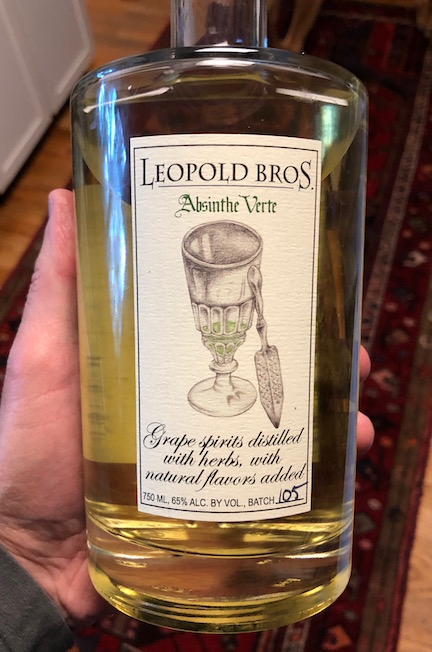 LEOPOLD BROS.
Absinthe Verte
Grape spirits distilled
with herbs, with
natural flavors added
750 ML, 65% ALC. BY VOL., BATCH 105